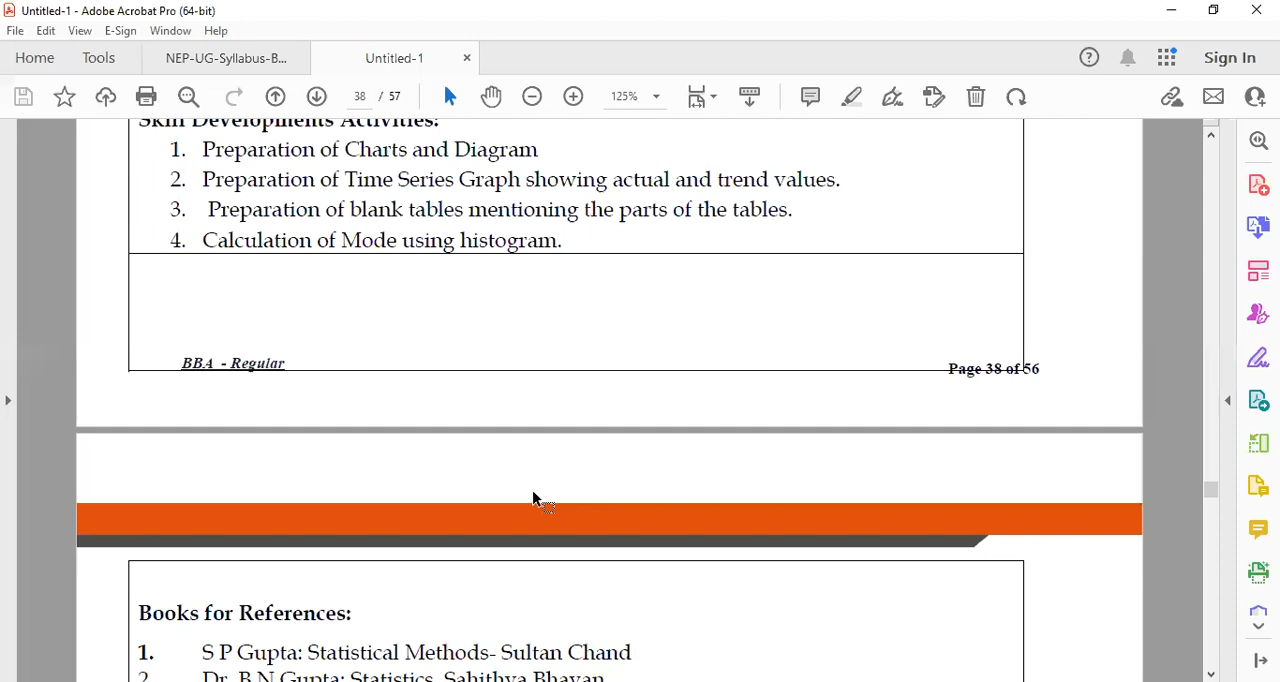 Untitled-1 - Adobe Acrobat Pro (64-bit)
File Edit View E-Sign Window Help
Home Tools NEP-UG-Syllabus-B... Untitled-1 ×
Sign In
38 / 57 125%
Skill Developments Activities:
1. Preparation of Charts and Diagram
2. Preparation of Time Series Graph showing actual and trend values.
3. Preparation of blank tables mentioning the parts of the tables.
4. Calculation of Mode using histogram.
BBA - Regular Page 38 of 56
Books for References:
1. S P Gupta: Statistical Methods- Sultan Chand
2. Dr. B N Gupta: Statistics, Sahithya Bhavan